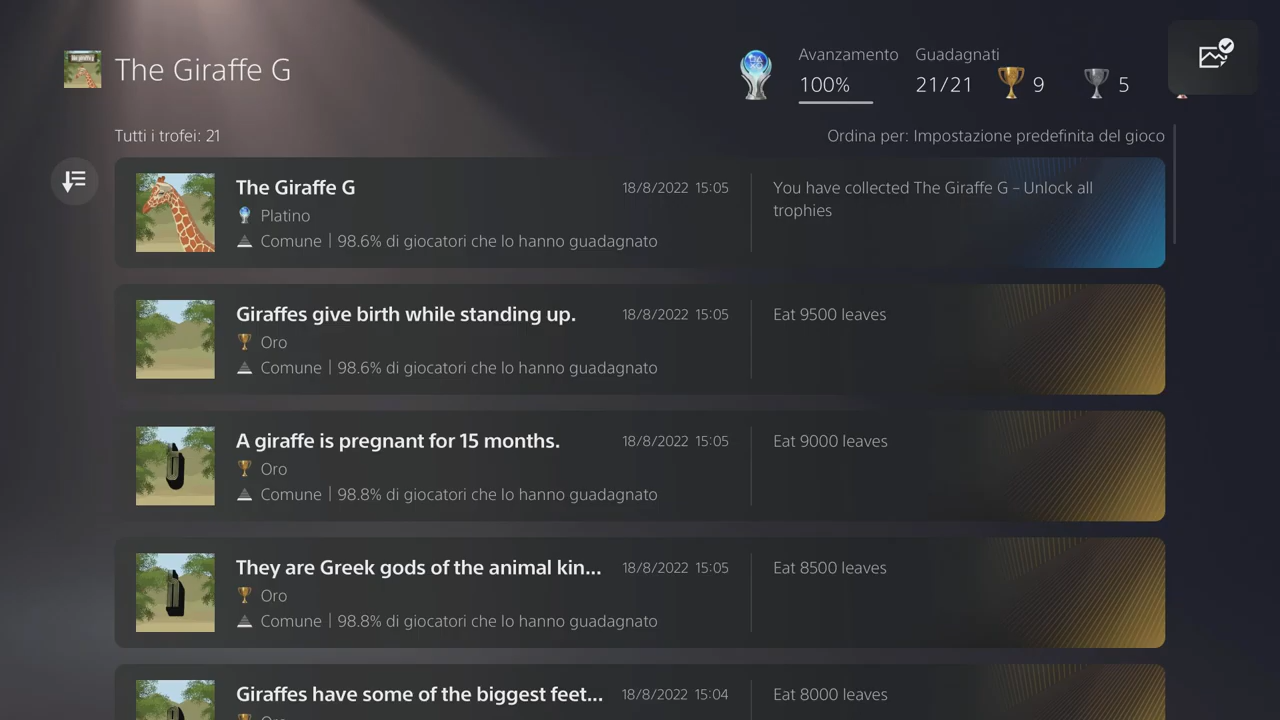 The Giraffe G
Avanzamento
100%
Guadagnati
21/21
9
5
Tutti i trofei: 21
Ordina per: Impostazione predefinita del gioco
The Giraffe G
18/8/2022 15:05
Platino
Comune | 98.6% di giocatori che lo hanno guadagnato
You have collected The Giraffe G – Unlock all
trophies
Giraffes give birth while standing up.
18/8/2022 15:05
Oro
Comune | 98.6% di giocatori che lo hanno guadagnato
Eat 9500 leaves
A giraffe is pregnant for 15 months.
18/8/2022 15:05
Oro
Comune | 98.8% di giocatori che lo hanno guadagnato
Eat 9000 leaves
They are Greek gods of the animal kin...
18/8/2022 15:05
Oro
Comune | 98.8% di giocatori che lo hanno guadagnato
Eat 8500 leaves
Giraffes have some of the biggest feet...
18/8/2022 15:04
Oro
Eat 8000 leaves